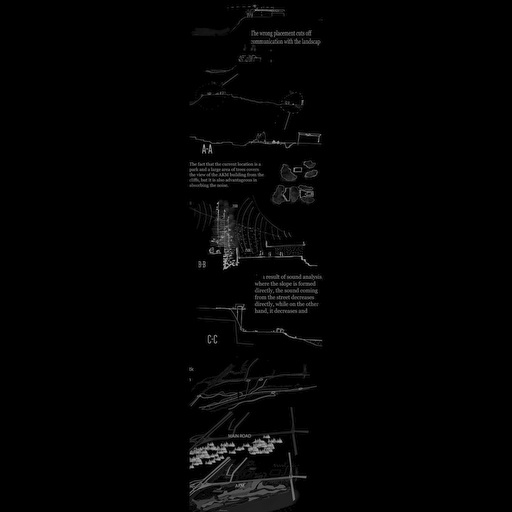 The wrong placement cuts off
communication with the landscap
A-A
The fact that the current location is a
park and a large area of trees covers
the view of the AKM building from the
cliffs, but it is also advantageous in
absorbing the noise.
B-B
a result of sound analysis
where the slope is formed
directly, the sound coming
from the street decreases
directly, while on the other
hand, it decreases and
C-C
MAIN ROAD
AKM